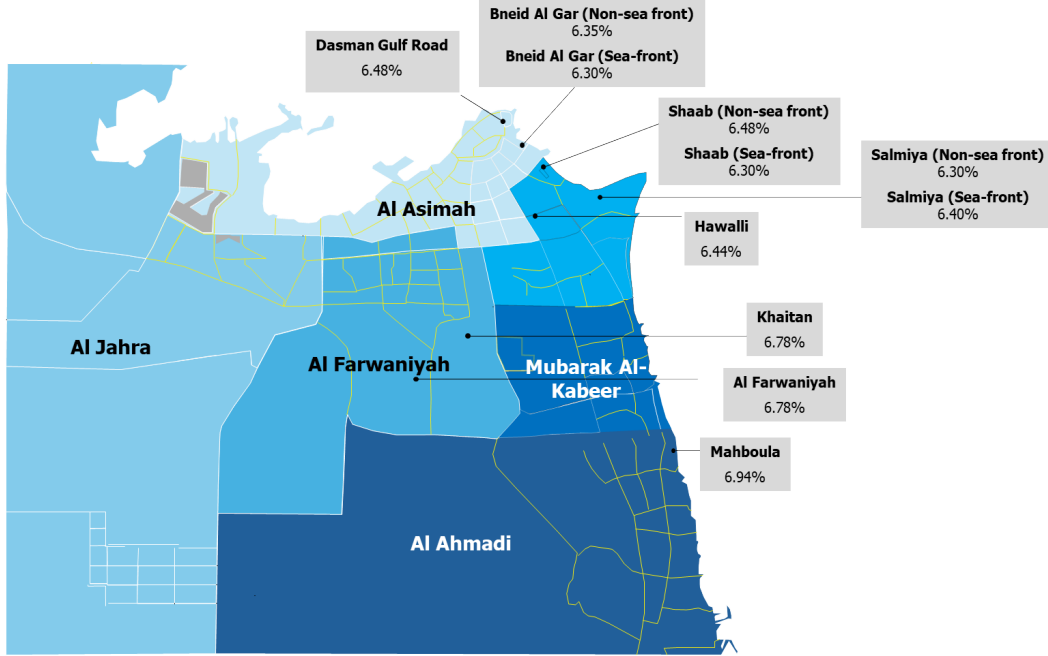 Bneid Al Gar (Non-sea front)
6.35%
Bneid Al Gar (Sea-front)
6.30%
Dasman Gulf Road
6.48%
Shaab (Non-sea front)
6.48%
Shaab (Sea-front)
6.30%
Salmiya (Non-sea front)
6.30%
Salmiya (Sea-front)
6.40%
Al Asimah
Hawalli
6.44%
Khaitan
6.78%
Al Jahra
Al Farwaniyah
Mubarak Al-
Kabeer
Al Farwaniyah
6.78%
Mahboula
6.94%
Al Ahmadi